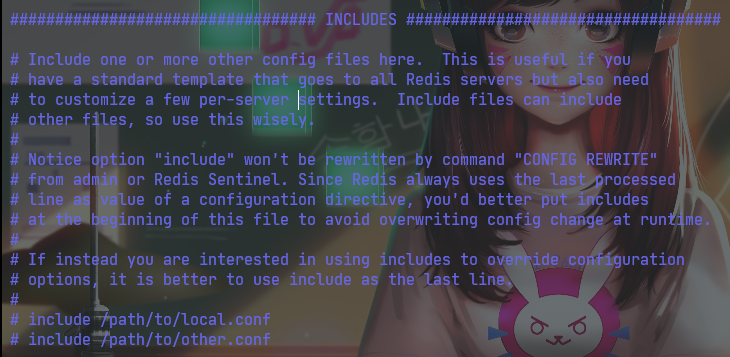 ################################## INCLUDES ###################################

# Include one or more other config files here.  This is useful if you
# have a standard template that goes to all Redis servers but also need
# to customize a few per-server settings.  Include files can include
# other files, so use this wisely.
#
# Notice option "include" won't be rewritten by command "CONFIG REWRITE"
# from admin or Redis Sentinel. Since Redis always uses the last processed
# line as value of a configuration directive, you'd better put includes
# at the beginning of this file to avoid overwriting config change at runtime.
#
# If instead you are interested in using includes to override configuration
# options, it is better to use include as the last line.
#
# include /path/to/local.conf
# include /path/to/other.conf